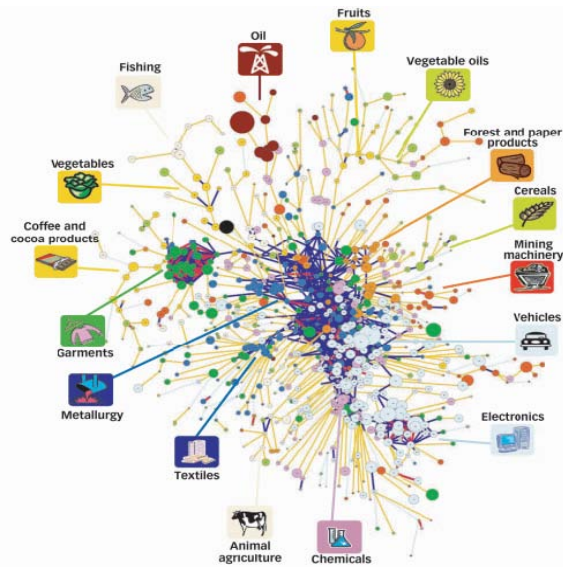 Fruits
Oil
Fishing
Vegetable oils
Forest and paper
products
Vegetables
Cereals
Coffee and
cocoa products
Mining
machinery
Vehicles
Garments
Metallurgy
Electronics
Textiles
Animal
agriculture
Chemicals